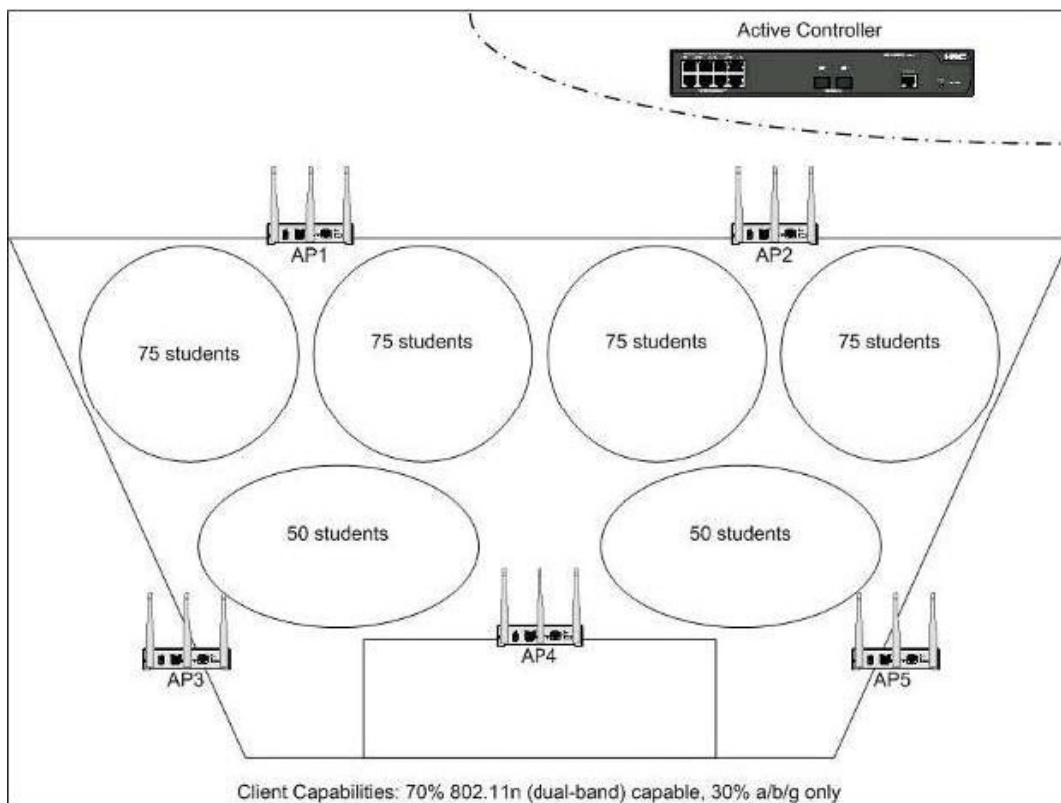 Active Controller
H3C
AP1
AP2
75 students
75 students
75 students
75 students
50 students
50 students
AP3
AP4
AP5
Client Capabilities: 70% 802.11n (dual-band) capable, 30% a/b/g only